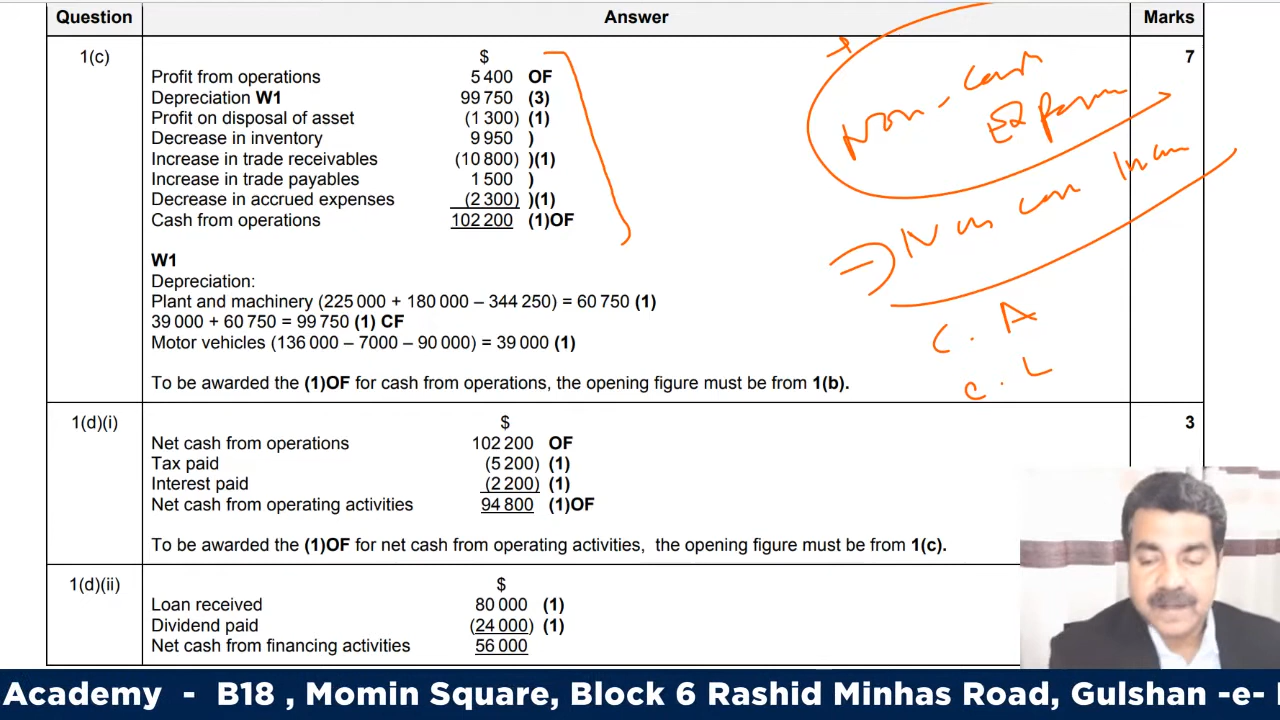 Question Answer Marks
1(c) $ 7
Profit from operations 5 400 OF
Depreciation W1 99 750 (3)
Profit on disposal of asset (1 300) (1)
Decrease in inventory 9 950 )
Increase in trade receivables (10 800) )(1)
Increase in trade payables 1 500 )
Decrease in accrued expenses (2 300) )(1)
Cash from operations 102 200 (1)OF
W1
Depreciation:
Plant and machinery (225 000 + 180 000 – 344 250) = 60 750 (1)
39 000 + 60 750 = 99 750 (1) CF
Motor vehicles (136 000 – 7000 – 90 000) = 39 000 (1)
To be awarded the (1)OF for cash from operations, the opening figure must be from 1(b).
Non-cash
C. A
C. L
1(d)(i) $ 3
Net cash from operations 102 200 OF
Tax paid (5 200) (1)
Interest paid (2 200) (1)
Net cash from operating activities 94 800 (1)OF
To be awarded the (1)OF for net cash from operating activities, the opening figure must be from 1(c).
1(d)(ii) $
Loan received 80 000 (1)
Dividend paid (24 000) (1)
Net cash from financing activities 56 000
Academy - B18 , Momin Square, Block 6 Rashid Minhas Road, Gulshan -e-